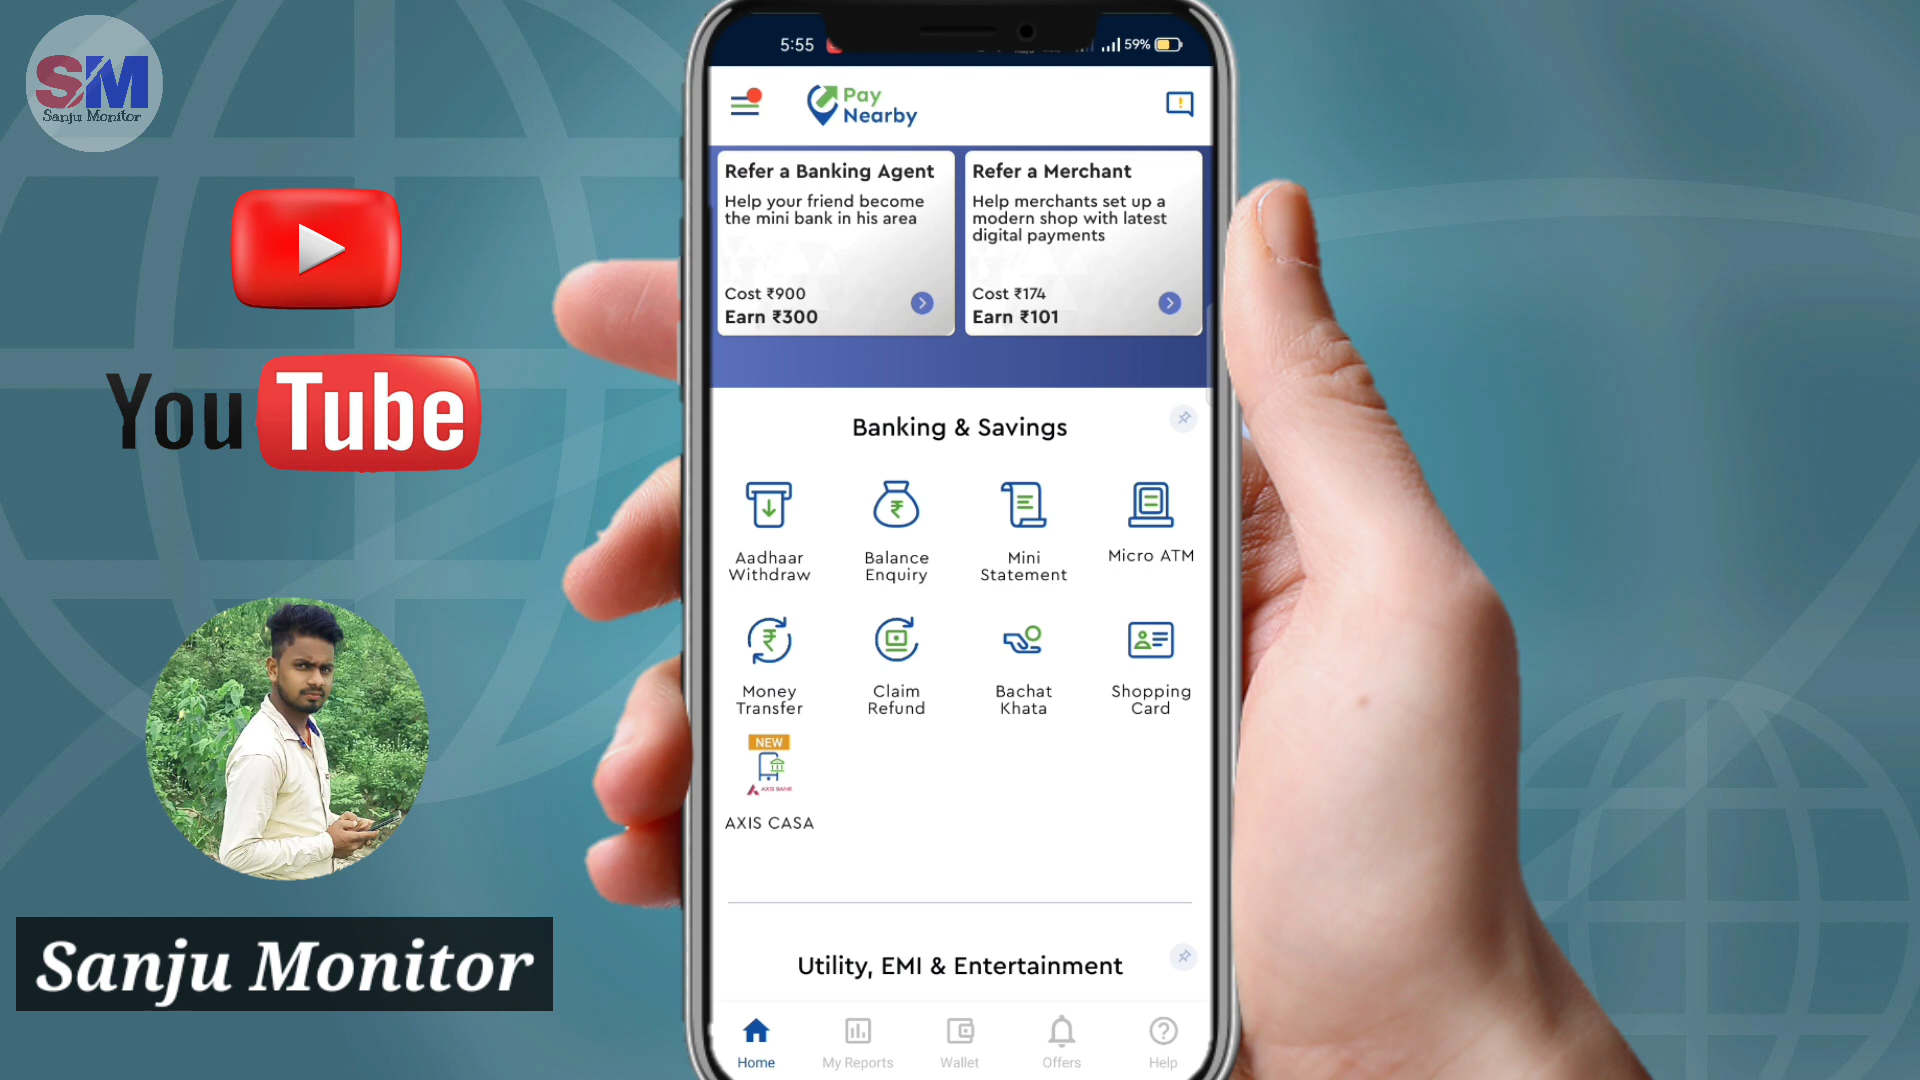 SM
Sanju Monitor
You Tube
Sanju Monitor
5:55
59%
Pay
Nearby
Refer a Banking Agent
Help your friend become
the mini bank in his area
Cost ₹900
Earn ₹300
Refer a Merchant
Help merchants set up a
modern shop with latest
digital payments
Cost ₹174
Earn ₹101
Banking & Savings
Aadhaar
Withdraw
Balance
Enquiry
Mini
Statement
Micro ATM
Money
Transfer
Claim
Refund
Bachat
Khata
Shopping
Card
NEW
AXIS BANK
AXIS CASA
Utility, EMI & Entertainment
Home
My Reports
Wallet
Offers
Help